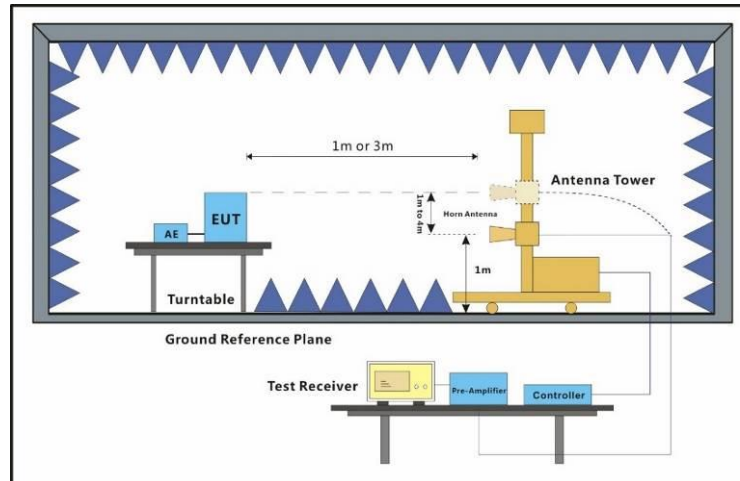 1m or 3m
Antenna Tower
1m to 4m
Horn Antenna
EUT
AE
1m
Turntable
Ground Reference Plane
Test Receiver
Pre-Amplifier
Controller